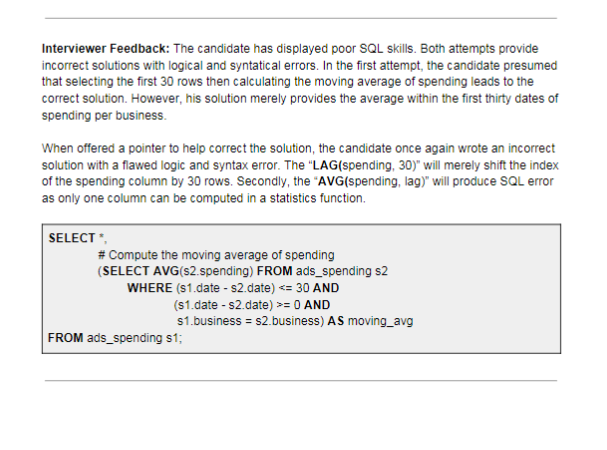 Interviewer Feedback: The candidate has displayed poor SQL skills. Both attempts provide
incorrect solutions with logical and syntatical errors. In the first attempt, the candidate presumed
that selecting the first 30 rows then calculating the moving average of spending leads to the
correct solution. However, his solution merely provides the average within the first thirty dates of
spending per business.
When offered a pointer to help correct the solution, the candidate once again wrote an incorrect
solution with a flawed logic and syntax error. The "LAG(spending, 30)" will merely shift the index
of the spending column by 30 rows. Secondly, the "AVG(spending, lag)" will produce SQL error
as only one column can be computed in a statistics function.
SELECT *,
# Compute the moving average of spending
(SELECT AVG(s2.spending) FROM ads_spending s2
WHERE (s1.date - s2.date) <= 30 AND
(s1.date - s2.date) >= 0 AND
s1.business = s2.business) AS moving_avg
FROM ads_spending s1;